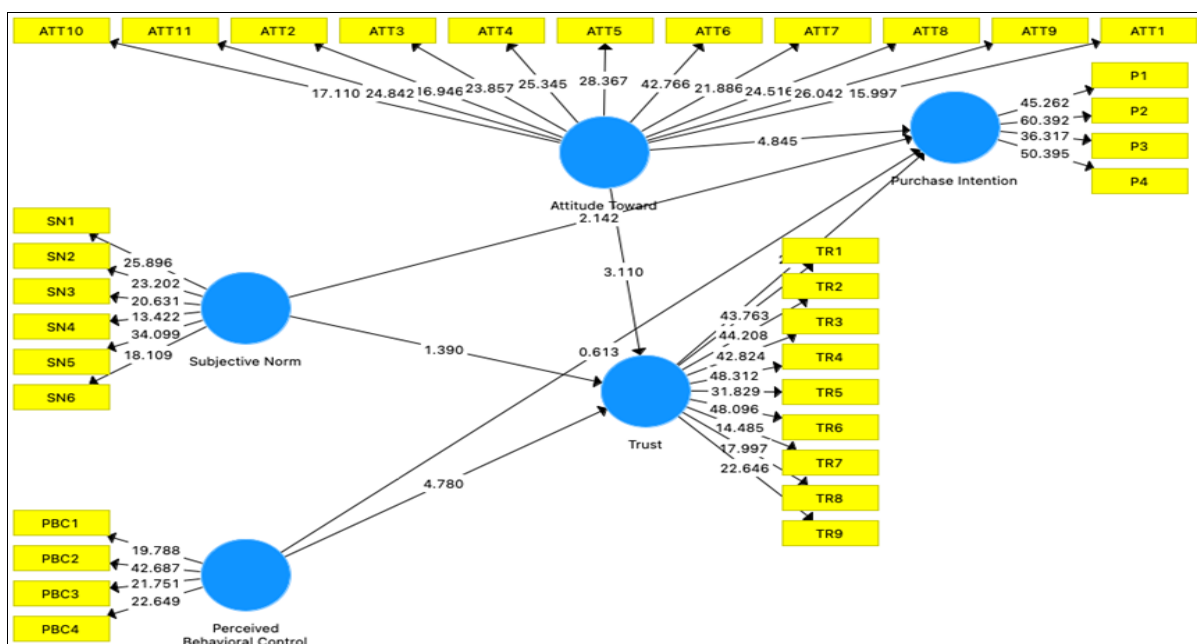 ATT10 ATT11 ATT2 ATT3 ATT4 ATT5 ATT6 ATT7 ATT8 ATT9 ATT1
17.110 24.842 16.946 23.857 25.345 28.367 42.766 21.886 24.516 26.042 15.997
P1
45.262
P2
60.392
36.317
P3
50.395
P4
4.845
Purchase Intention
Attitude Toward
2.142
SN1
SN2
SN3
SN4
SN5
SN6
25.896
23.202
20.631
13.422
34.099
18.109
Subjective Norm
3.110
1.390
0.613
4.780
TR1
TR2
TR3
TR4
TR5
TR6
TR7
TR8
TR9
43.763
44.208
42.824
48.312
31.829
48.096
14.485
17.997
22.646
Trust
PBC1
PBC2
PBC3
PBC4
19.788
42.687
21.751
22.649
Perceived
Behavioral Control